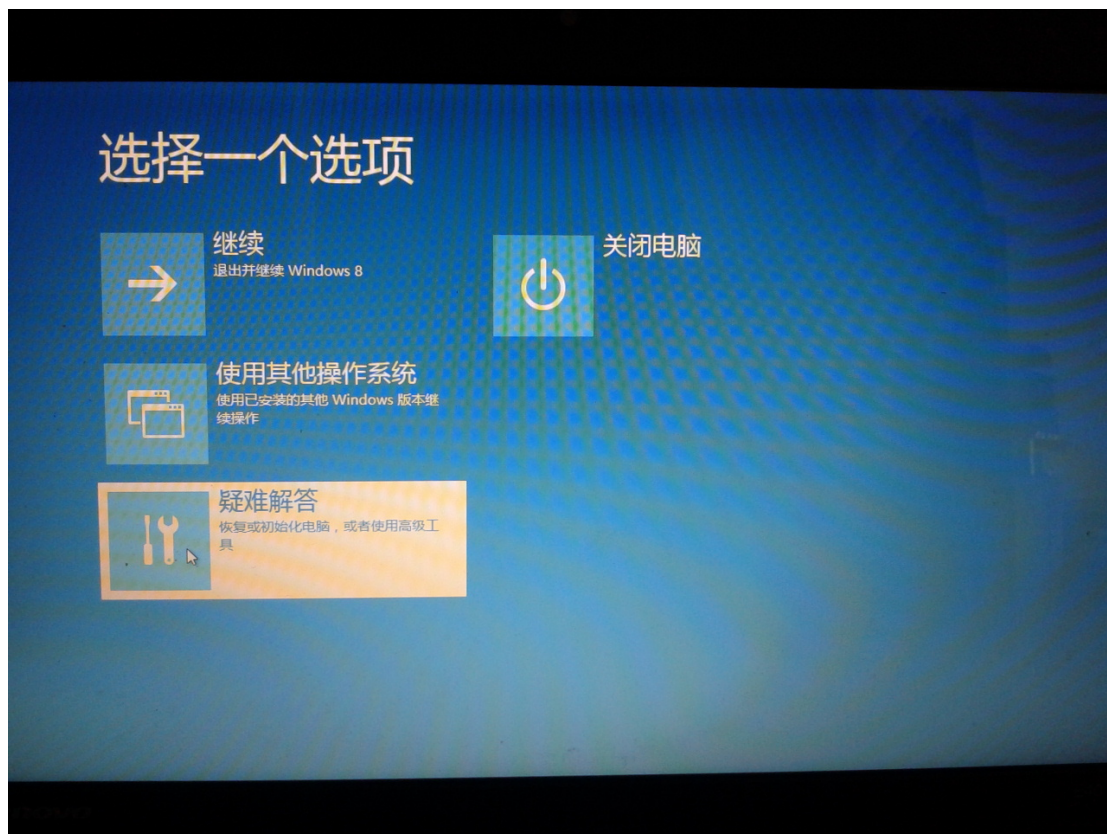 选择一个选项
继续
退出并继续 Windows 8
关闭电脑
使用其他操作系统
使用已安装的其他 Windows 版本继
续操作
疑难解答
恢复或初始化电脑，或者使用高级工
具